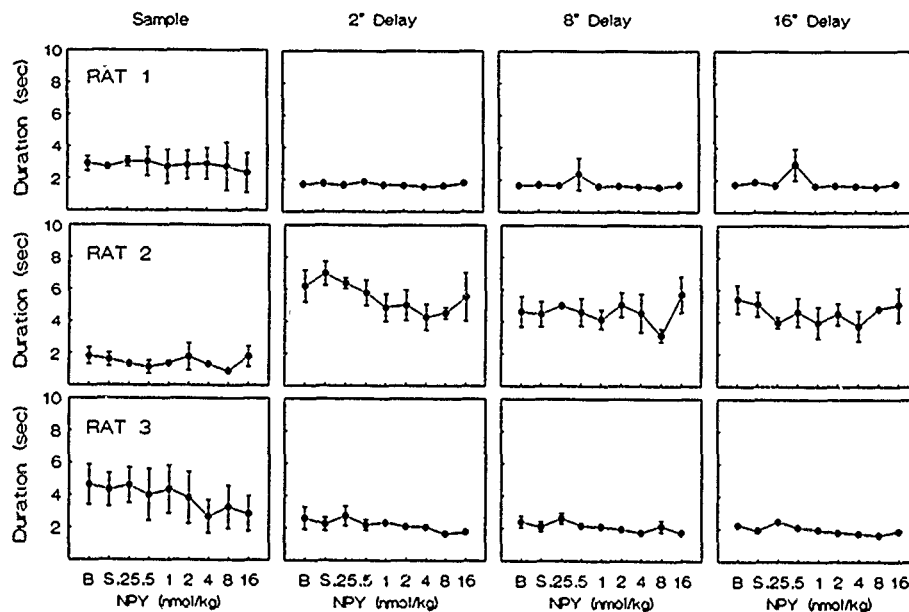 Sample 2" Delay 8" Delay 16" Delay
10
8
6
4
2
Duration (sec)
RAT 1
10
8
6
4
2
Duration (sec)
RAT 2
10
8
6
4
2
Duration (sec)
RAT 3
B S .25 .5 1 2 4 8 16 B S .25 .5 1 2 4 8 16 B S .25 .5 1 2 4 8 16 B S .25 .5 1 2 4 8 16
NPY (nmol/kg) NPY (nmol/kg) NPY (nmol/kg) NPY (nmol/kg)